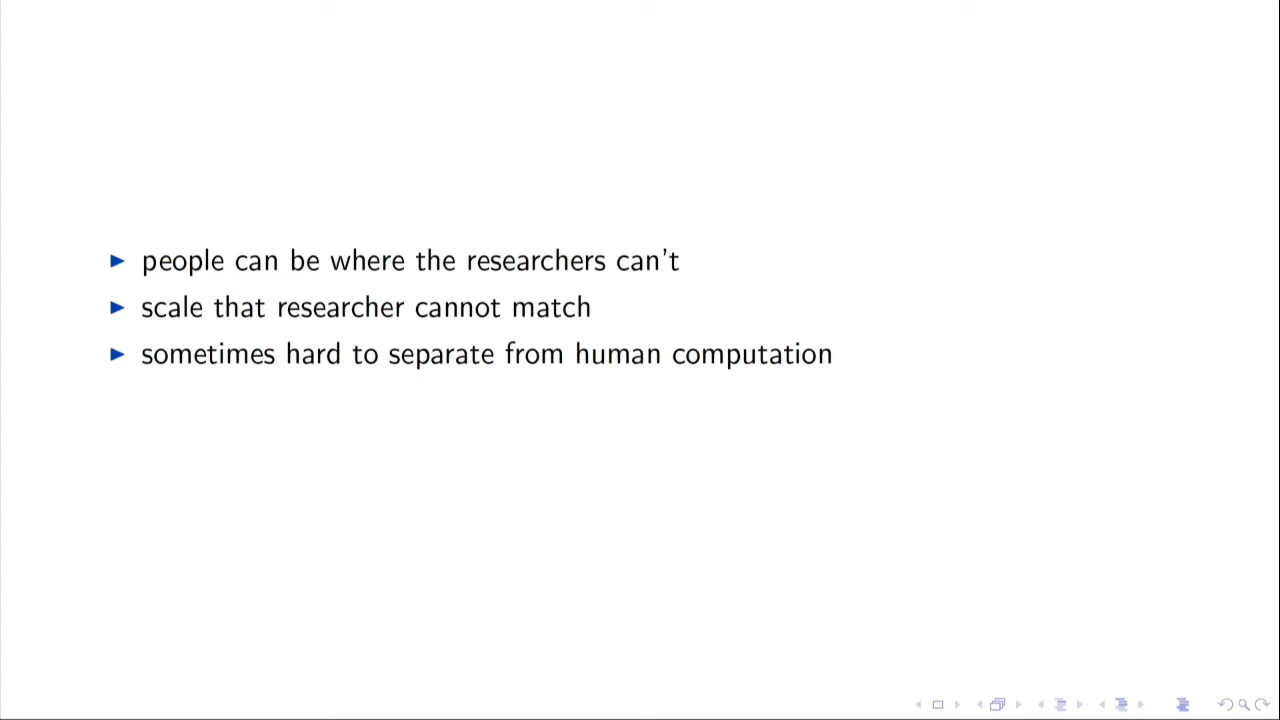 people can be where the researchers can't
scale that researcher cannot match
sometimes hard to separate from human computation